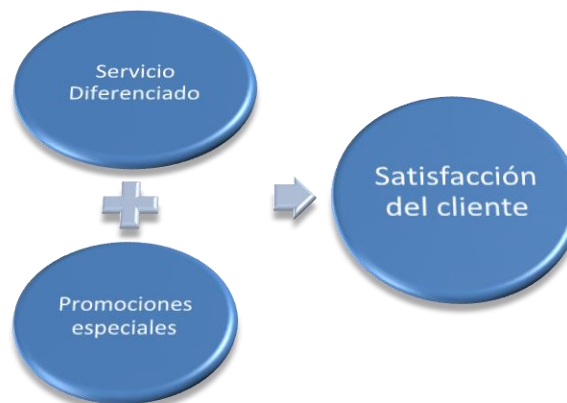 Servicio
Diferenciado
Promociones
especiales
Satisfacción
del cliente